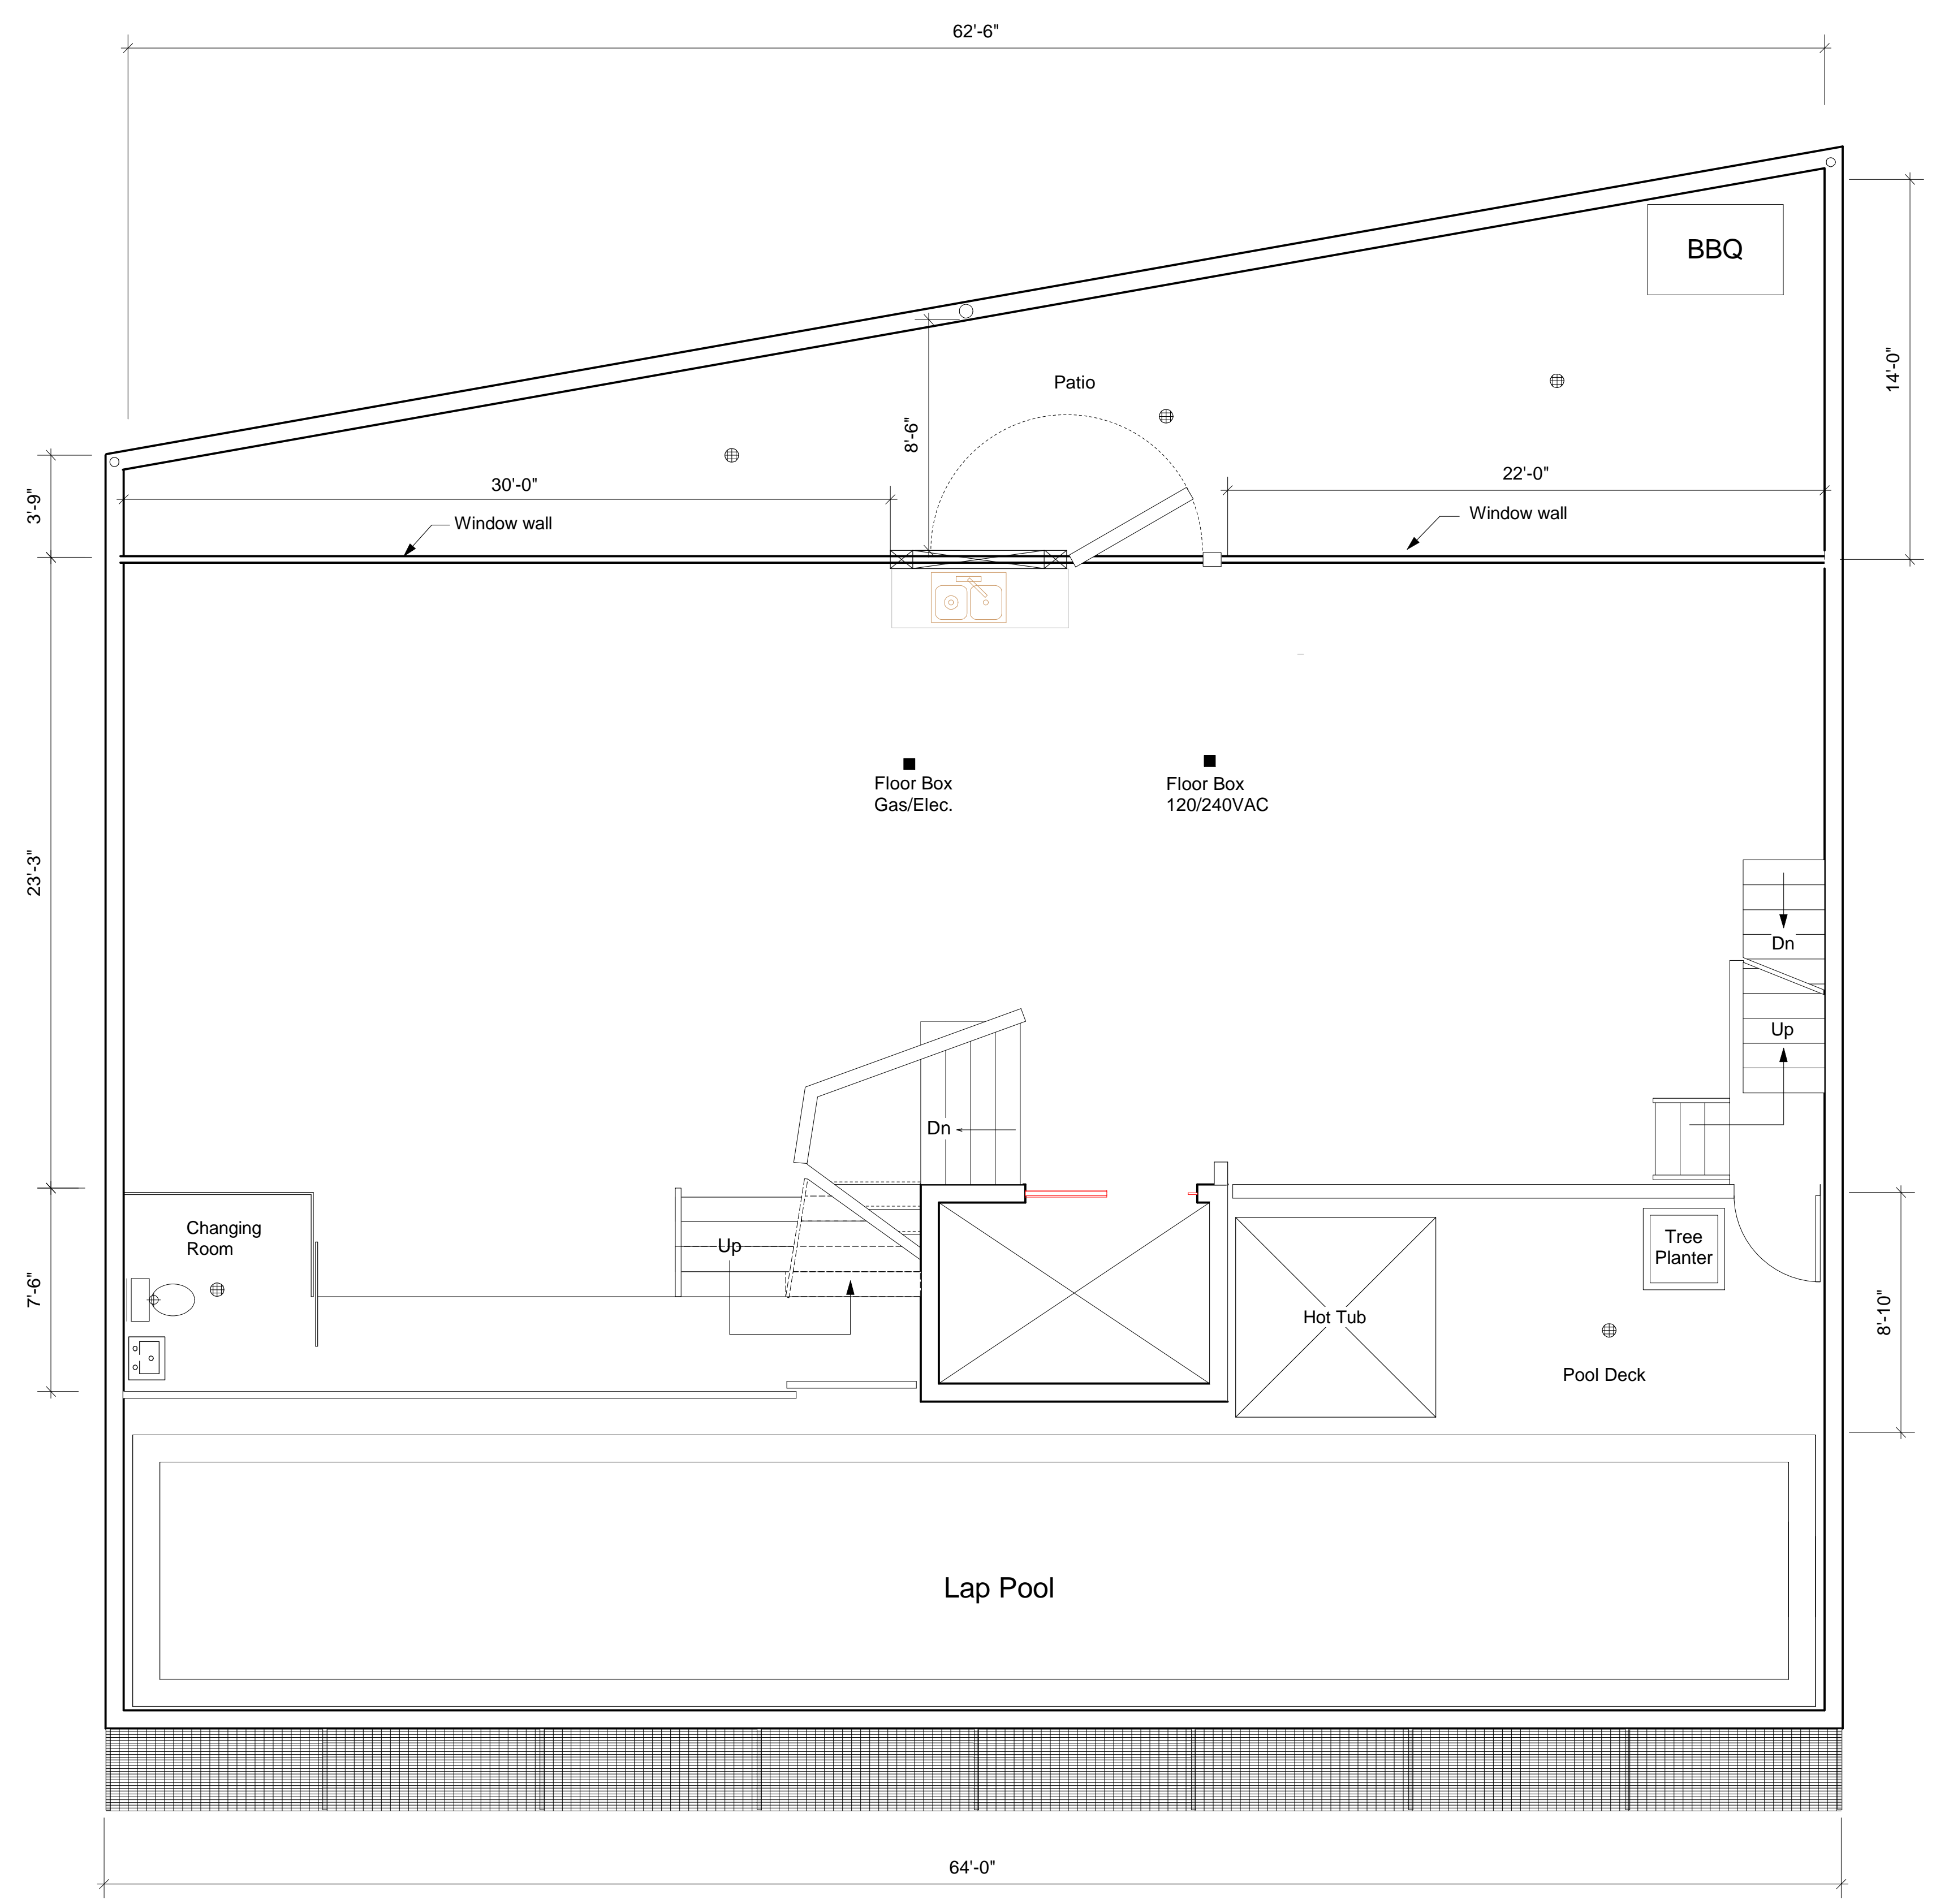 62'-6"
BBQ
14'-0"
Patio
8'-6"
22'-0"
30'-0"
3'-9"
Window wall
Window wall
Floor Box
Gas/Elec.
Floor Box
120/240VAC
23'-3"
Dn
Up
Dn
Changing
Room
Up
Tree
Planter
7'-6"
Hot Tub
8'-10"
Pool Deck
Lap Pool
64'-0"